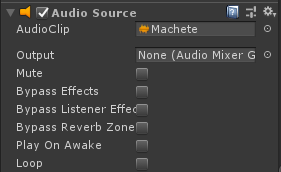 Audio Source
AudioClip Machete
Output None (Audio Mixer G
Mute
Bypass Effects
Bypass Listener Effec
Bypass Reverb Zone
Play On Awake
Loop